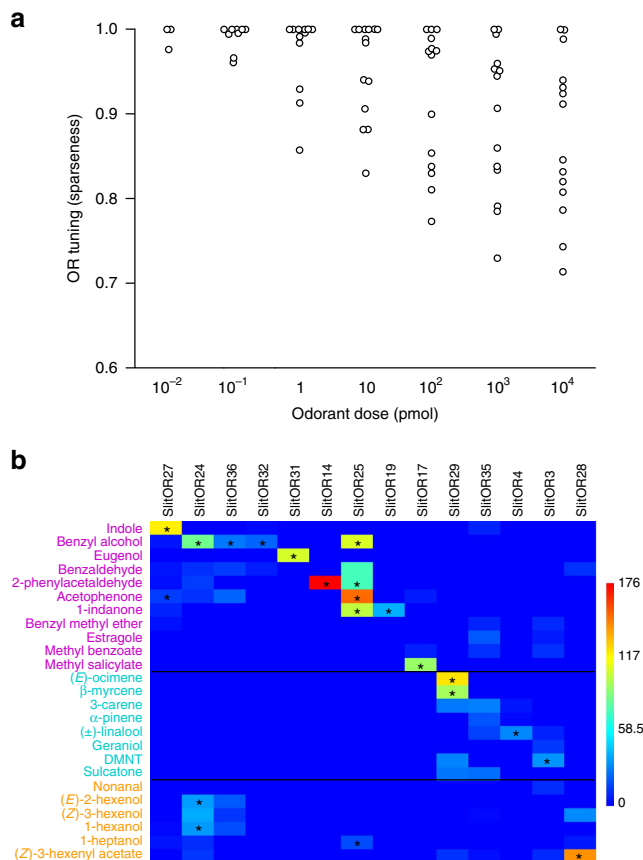 a
OR tuning (sparseness)
1.0
0.9
0.8
0.7
0.6
10⁻² 10⁻¹ 1 10 10² 10³ 10⁴
Odorant dose (pmol)
b
SlitOR27 SlitOR24 SlitOR36 SlitOR32 SlitOR31 SlitOR14 SlitOR25 SlitOR19 SlitOR17 SlitOR29 SlitOR35 SlitOR4 SlitOR3 SlitOR28
Indole
Benzyl alcohol
Eugenol
Benzaldehyde
2-phenylacetaldehyde
Acetophenone
1-indanone
Benzyl methyl ether
Estragole
Methyl benzoate
Methyl salicylate
(E)-ocimene
β-myrcene
3-carene
α-pinene
(±)-linalool
Geraniol
DMNT
Sulcatone
Nonanal
(E)-2-hexenol
(Z)-3-hexenol
1-hexanol
1-heptanol
(Z)-3-hexenyl acetate
176
117
58.5
0